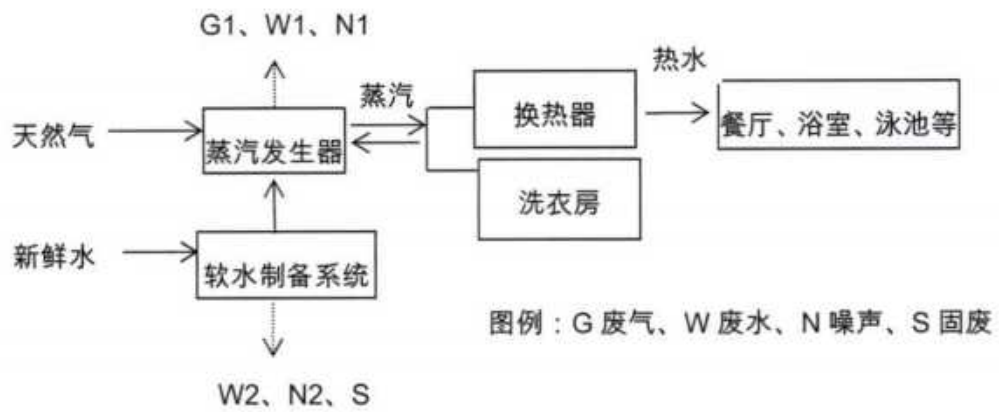 G1、W1、N1
热水
蒸汽
天然气
蒸汽发生器
换热器
餐厅、浴室、泳池等
洗衣房
新鲜水
软水制备系统
图例：G 废气、W 废水、N 噪声、S 固废
W2、N2、S